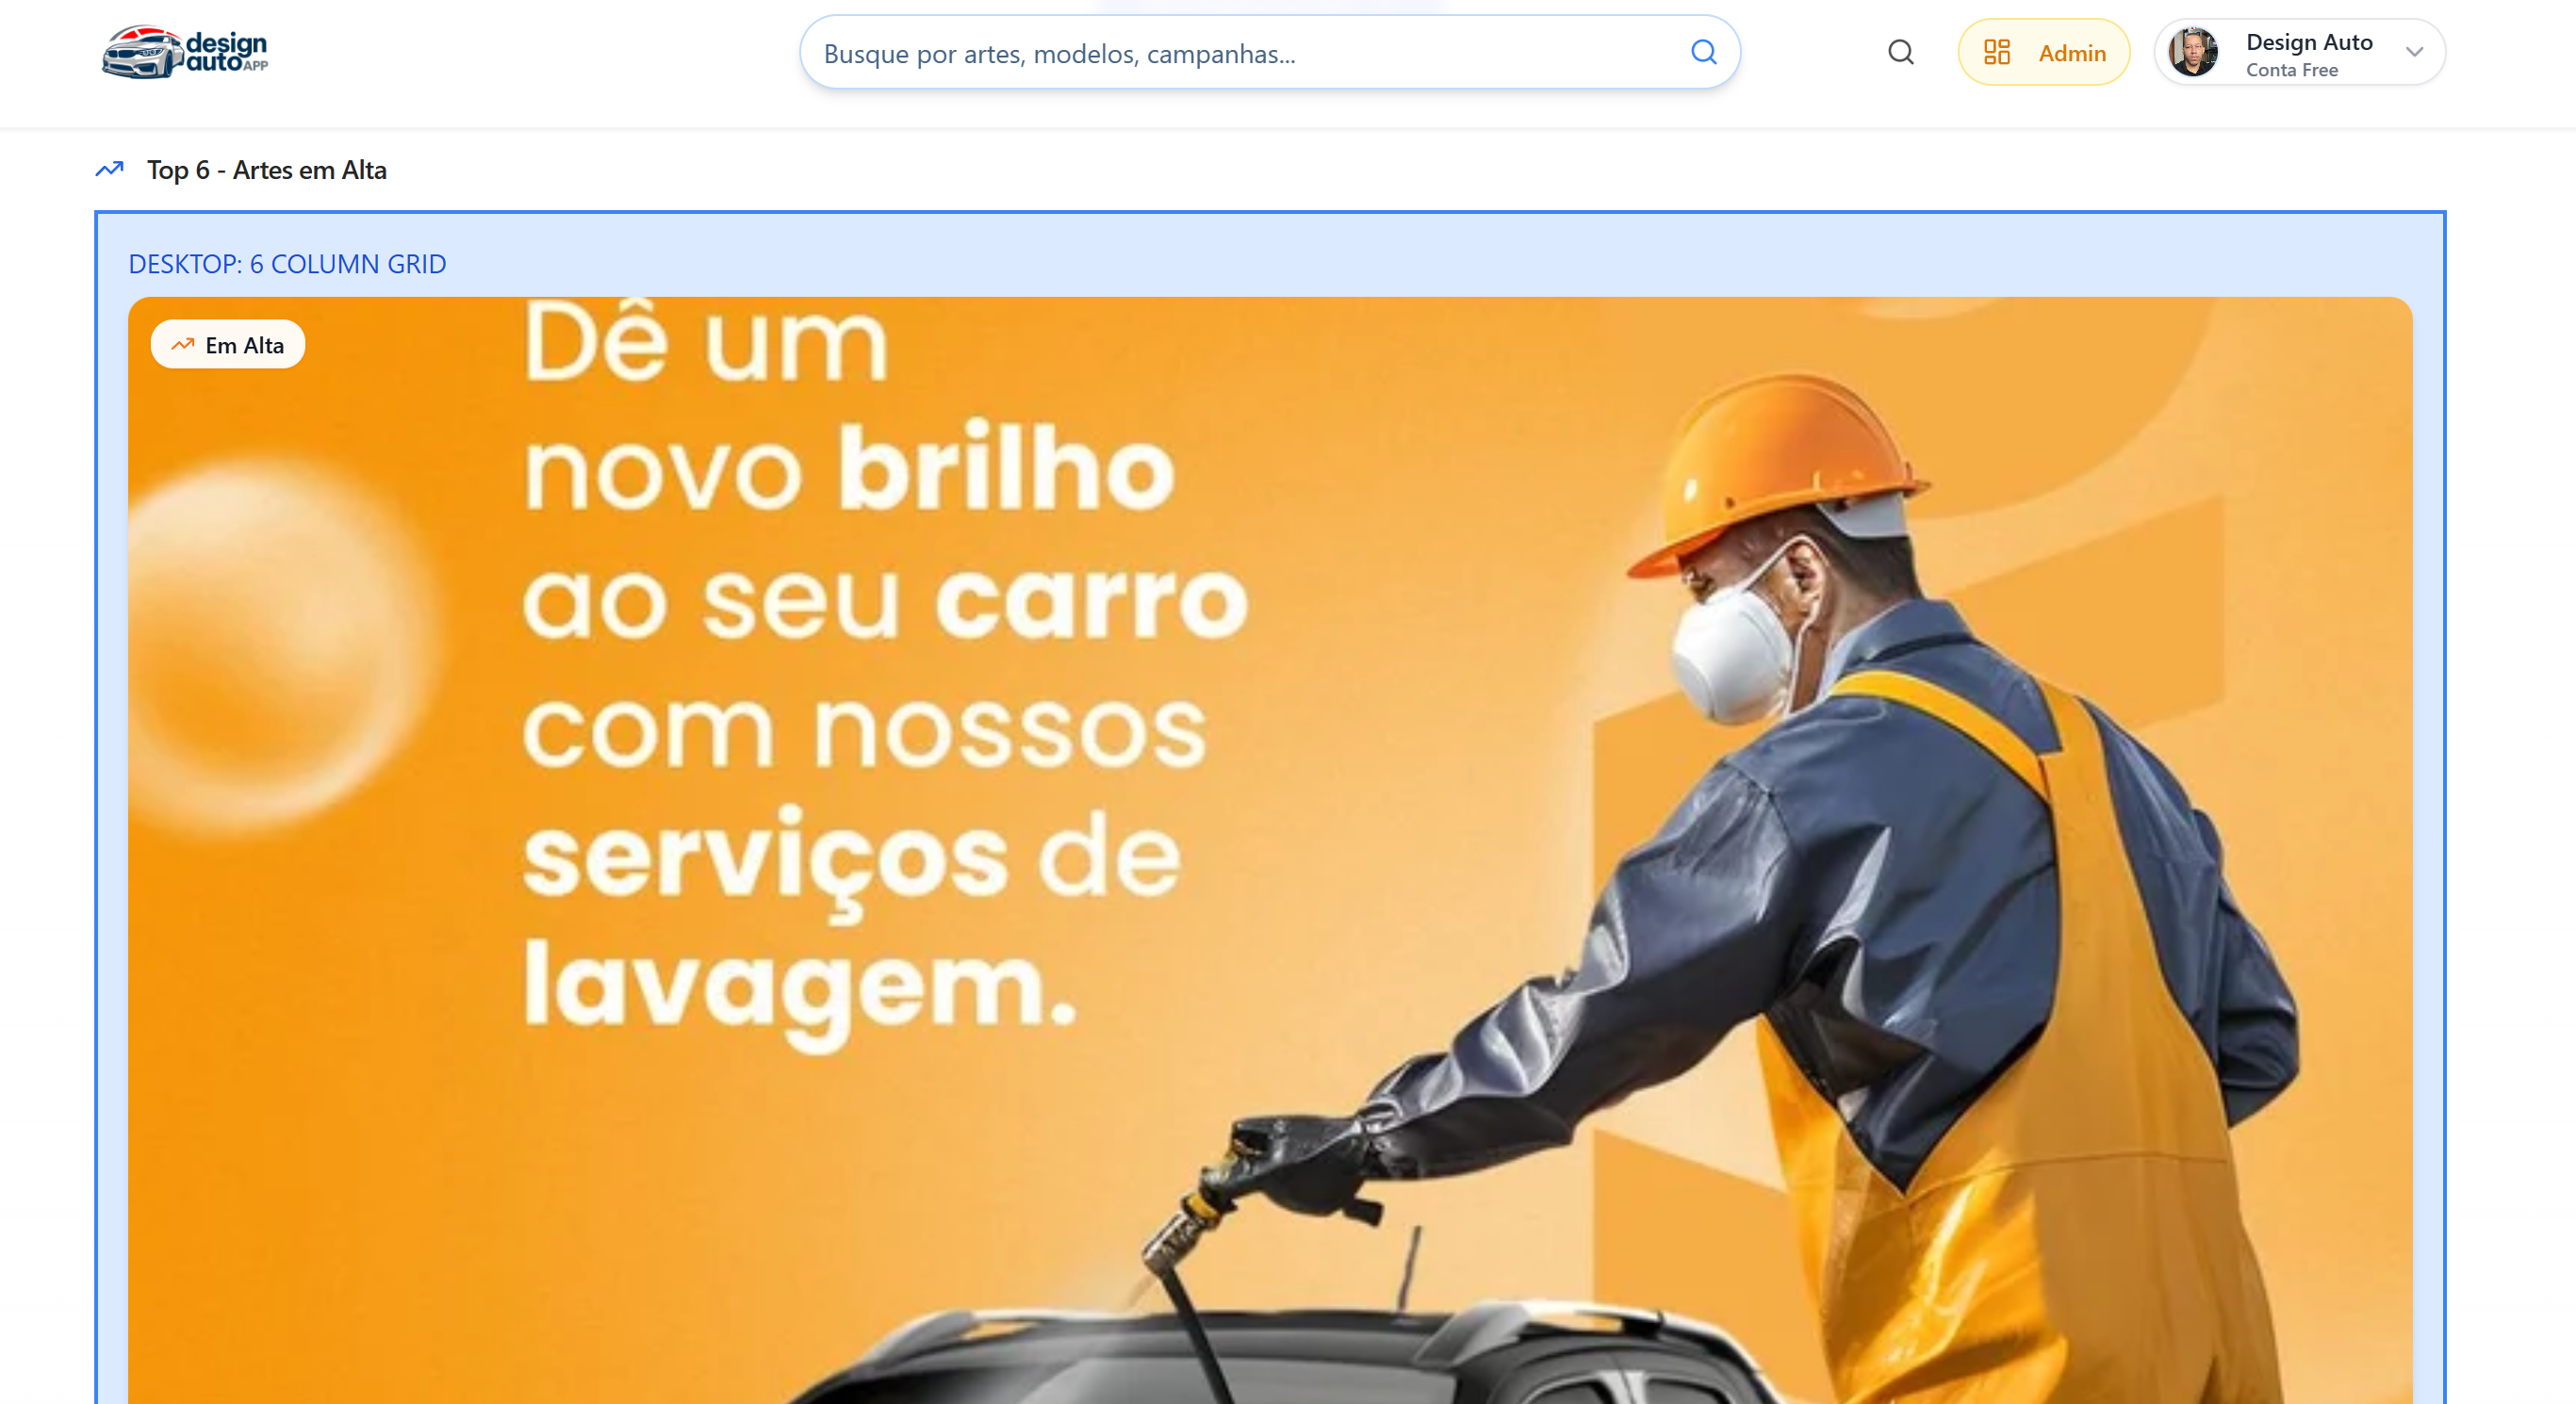 design
auto APP
Busque por artes, modelos, campanhas...
Admin
Design Auto
Conta Free
Top 6 - Artes em Alta
DESKTOP: 6 COLUMN GRID
Em Alta
Dê um
novo brilho
ao seu carro
com nossos
serviços de
lavagem.